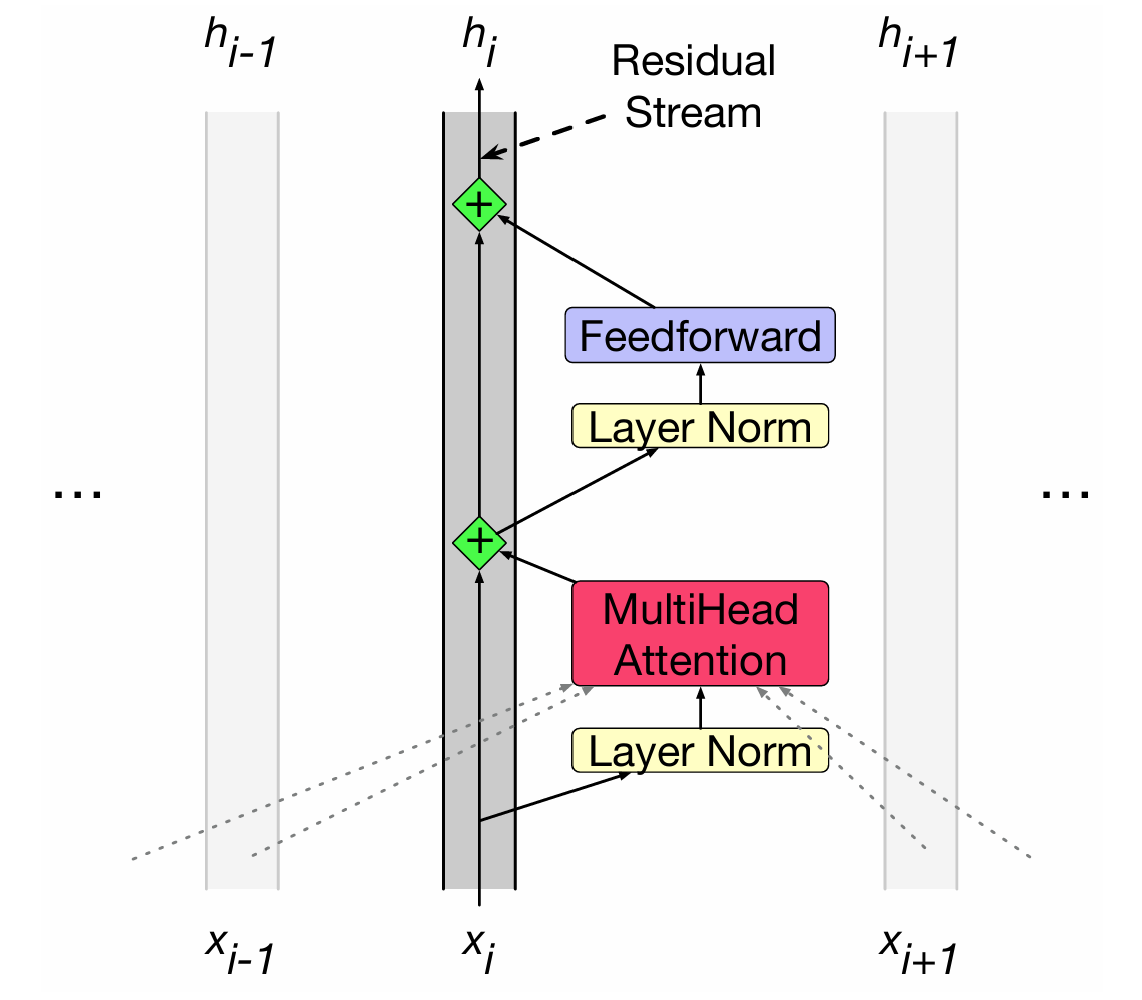 h_{i-1} h_i h_{i+1}
Residual
Stream
+
Feedforward
Layer Norm
... ...
+
MultiHead
Attention
Layer Norm
x_{i-1} x_i x_{i+1}